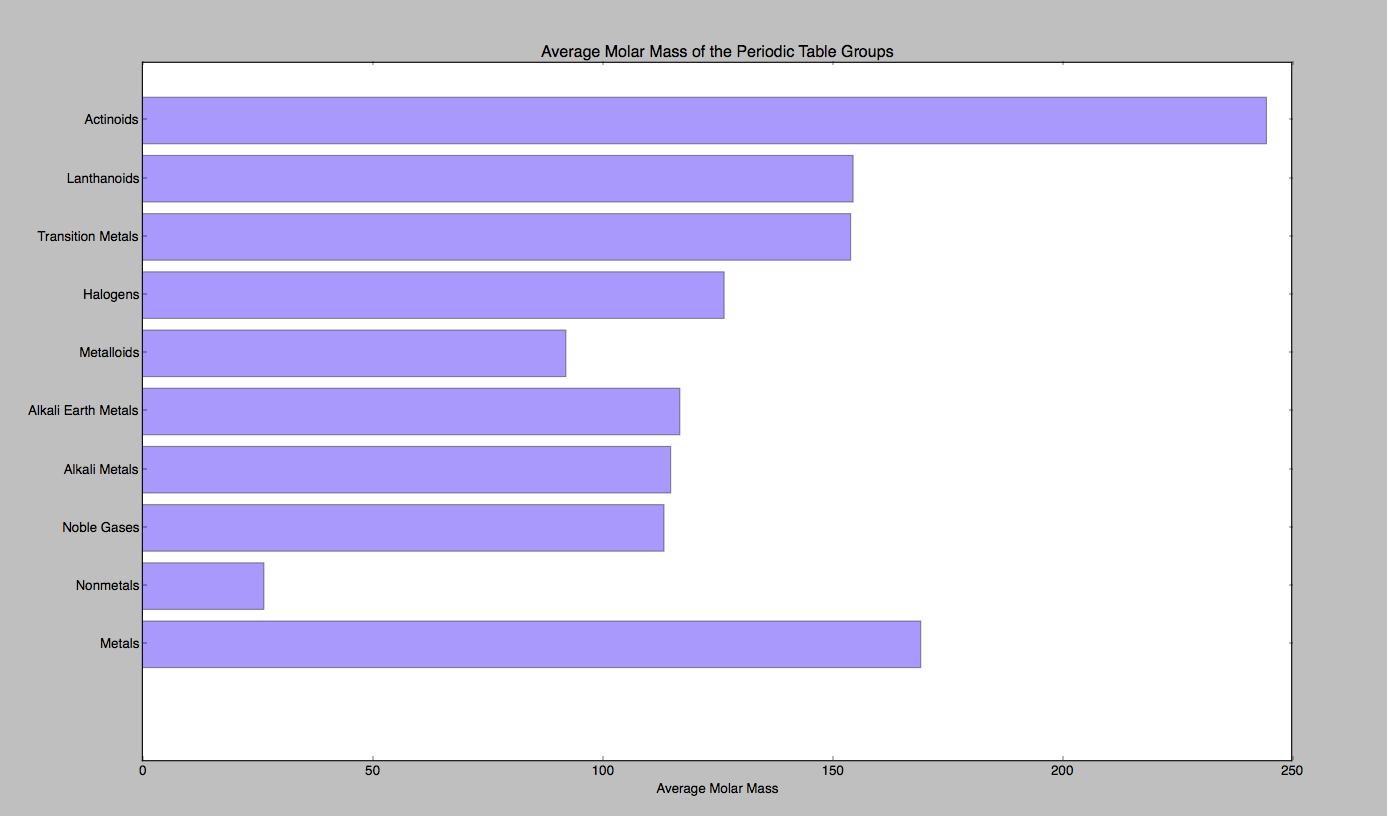 Average Molar Mass of the Periodic Table Groups
Actinoids
Lanthanoids
Transition Metals
Halogens
Metalloids
Alkali Earth Metals
Alkali Metals
Noble Gases
Nonmetals
Metals
0 50 100 150 200 250
Average Molar Mass